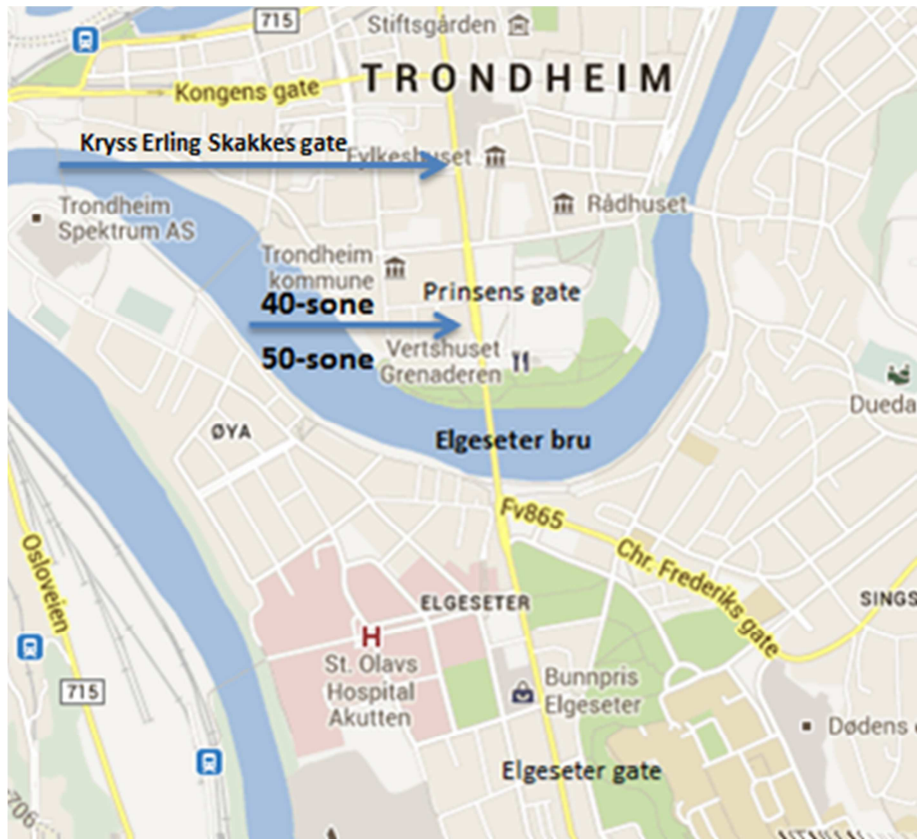 715
Stiftsgården
TRONDHEIM
Kongens gate
Kryss Erling Skakkes gate
Fylkeshuset
Trondheim
Spektrum AS
Rådhuset
Trondheim
kommune
Prinsens gate
40-sone
50-sone
Vertshuset
Grenaderen
Dueda
ØYA
Elgeseter bru
Fv865
Chr. Frederiks gate
Osloveien
ELGESETER
SINGS
H
St. Olavs
Hospital
Akutten
Bunnpris
Elgeseter
715
Dødens
Elgeseter gate
706